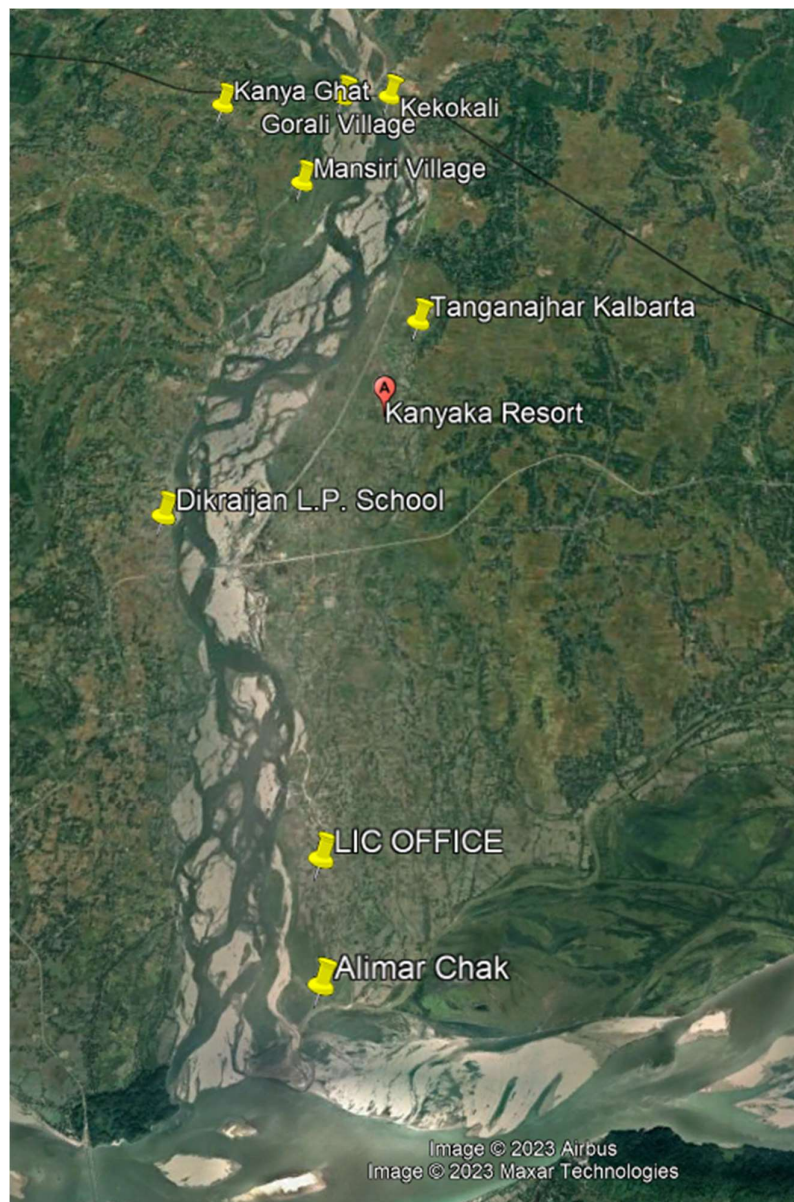 Kanya Ghat
Kekokali
Gorali Village
Mansiri Village
Tanganajhar Kalbarta
A
Kanyaka Resort
Dikraijan L.P. School
LIC OFFICE
Alimar Chak
Image © 2023 Airbus
Image © 2023 Maxar Technologies